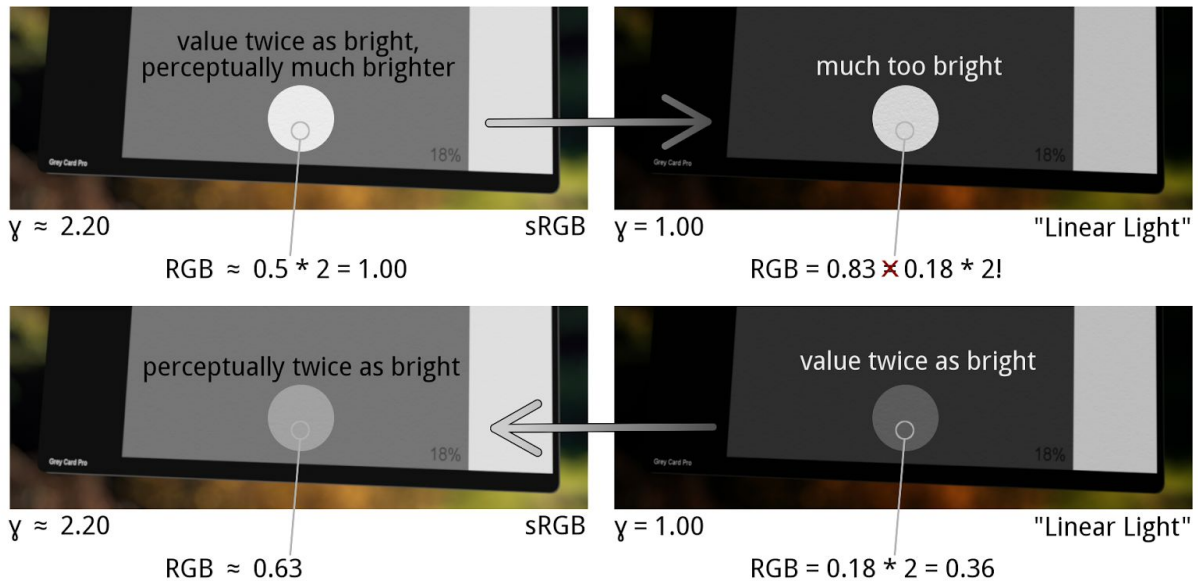 value twice as bright,
perceptually much brighter
18%
Grey Card Pro
γ ≈ 2.20
sRGB
RGB ≈ 0.5 * 2 = 1.00
much too bright
18%
Grey Card Pro
γ = 1.00
"Linear Light"
RGB = 0.83 ≠ 0.18 * 2!
perceptually twice as bright
18%
Grey Card Pro
γ ≈ 2.20
sRGB
RGB ≈ 0.63
value twice as bright
18%
Grey Card Pro
γ = 1.00
"Linear Light"
RGB = 0.18 * 2 = 0.36